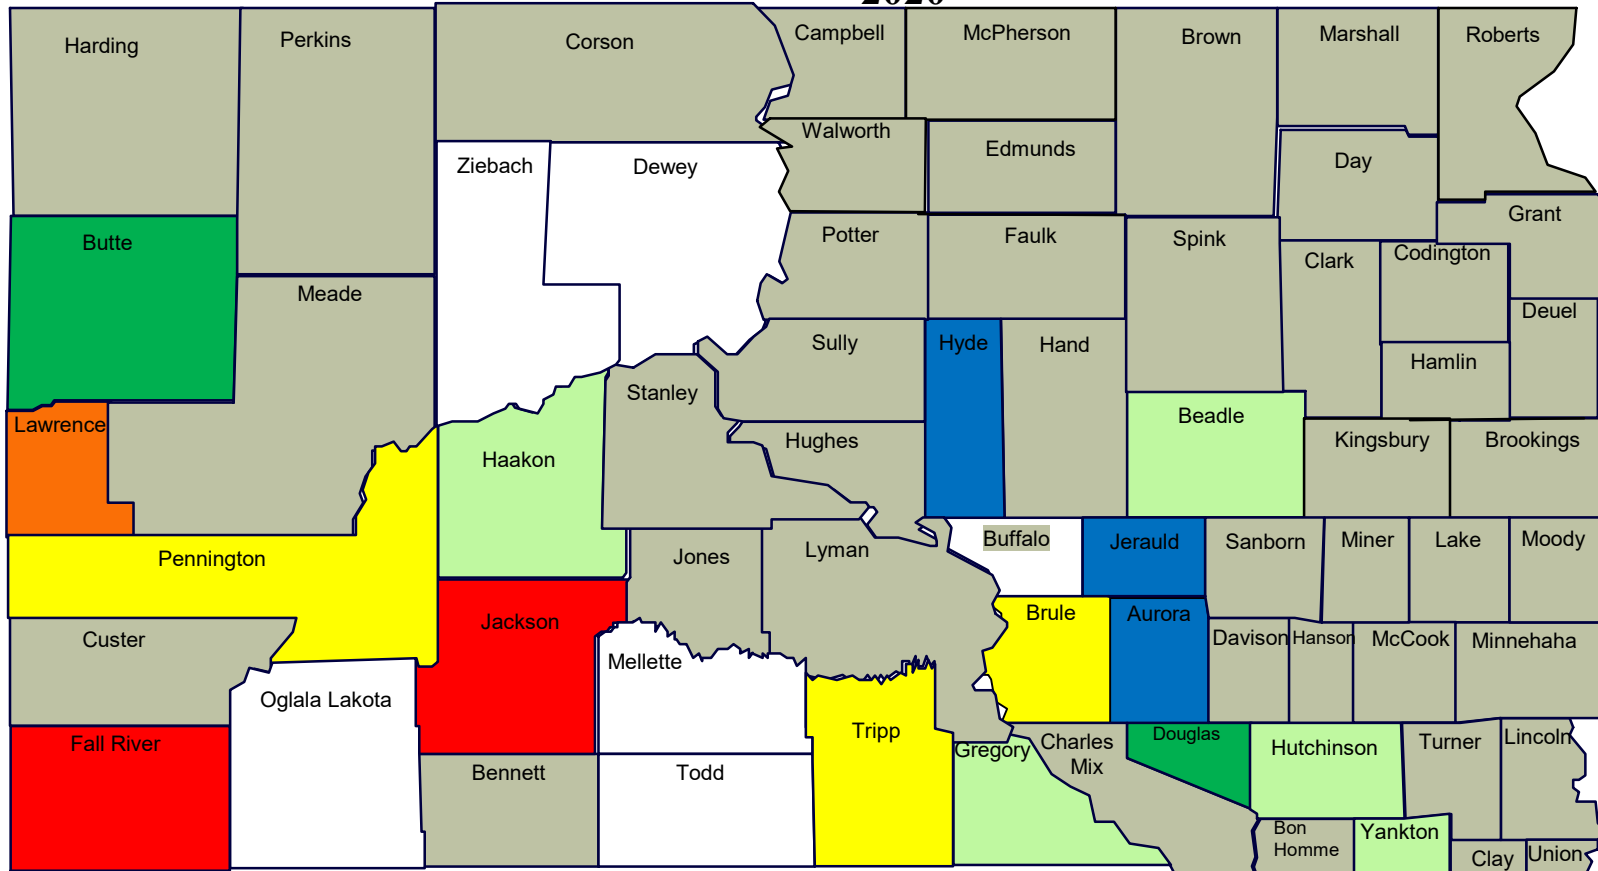 Harding
Perkins
Corson
Campbell
McPherson
Brown
Marshall
Roberts
Walworth
Edmunds
Day
Ziebach
Dewey
Grant
Butte
Potter
Faulk
Spink
Clark
Codington
Meade
Deuel
Sully
Hyde
Hand
Hamlin
Stanley
Lawrence
Beadle
Hughes
Kingsbury
Brookings
Haakon
Buffalo
Jerauld
Sanborn
Miner
Lake
Moody
Pennington
Jones
Lyman
Jackson
Brule
Aurora
Custer
Davison
Hanson
McCook
Minnehaha
Mellette
Oglala Lakota
Tripp
Fall River
Gregory
Charles
Mix
Douglas
Hutchinson
Turner
Lincoln
Bennett
Todd
Bon
Homme
Yankton
Clay
Union